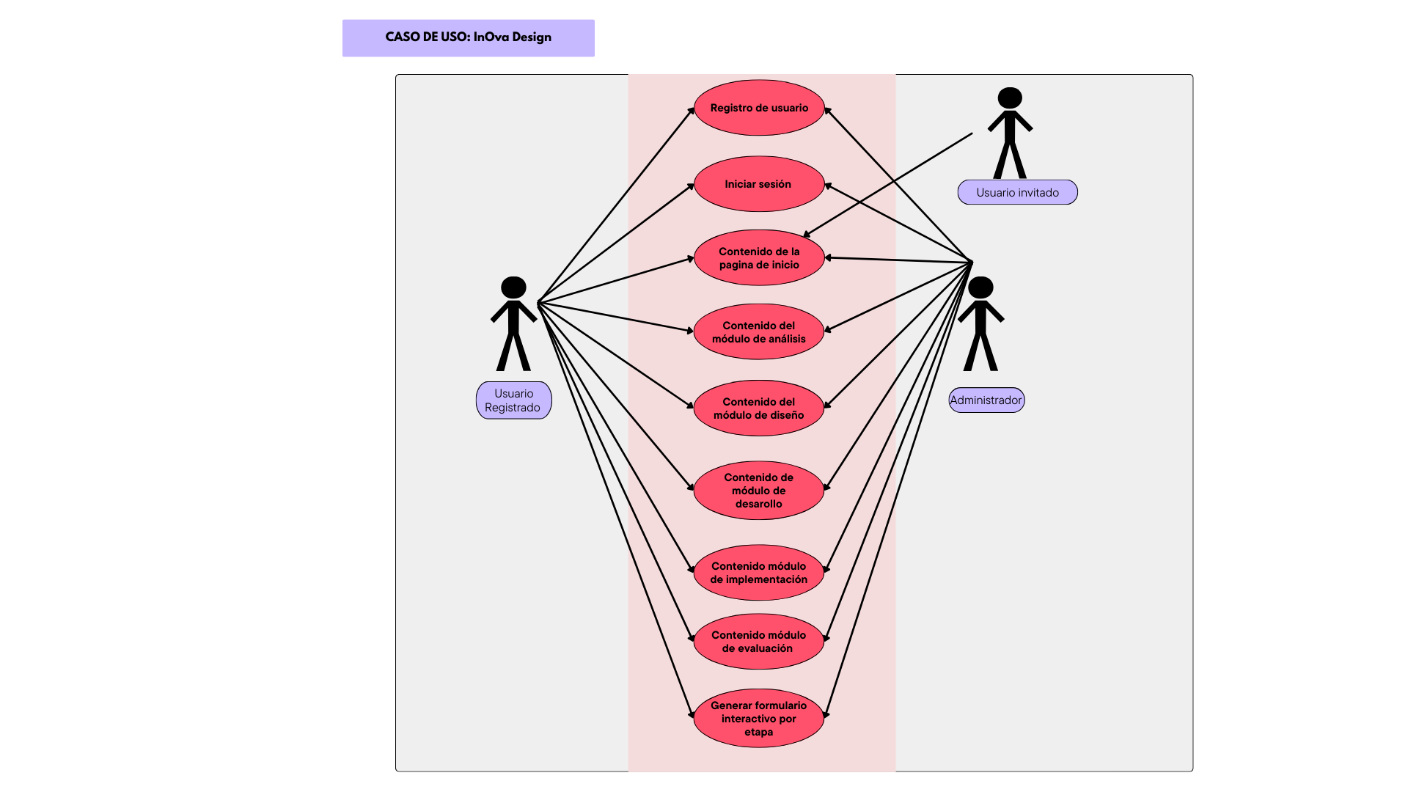 CASO DE USO: InOva Design
Registro de usuario
Iniciar sesión
Usuario invitado
Contenido de la
pagina de inicio
Contenido del
módulo de análisis
Usuario
Registrado
Administrador
Contenido del
módulo de diseño
Contenido de
módulo de
desarollo
Contenido módulo
de implementación
Contenido módulo
de evaluación
Generar formulario
interactivo por
etapa